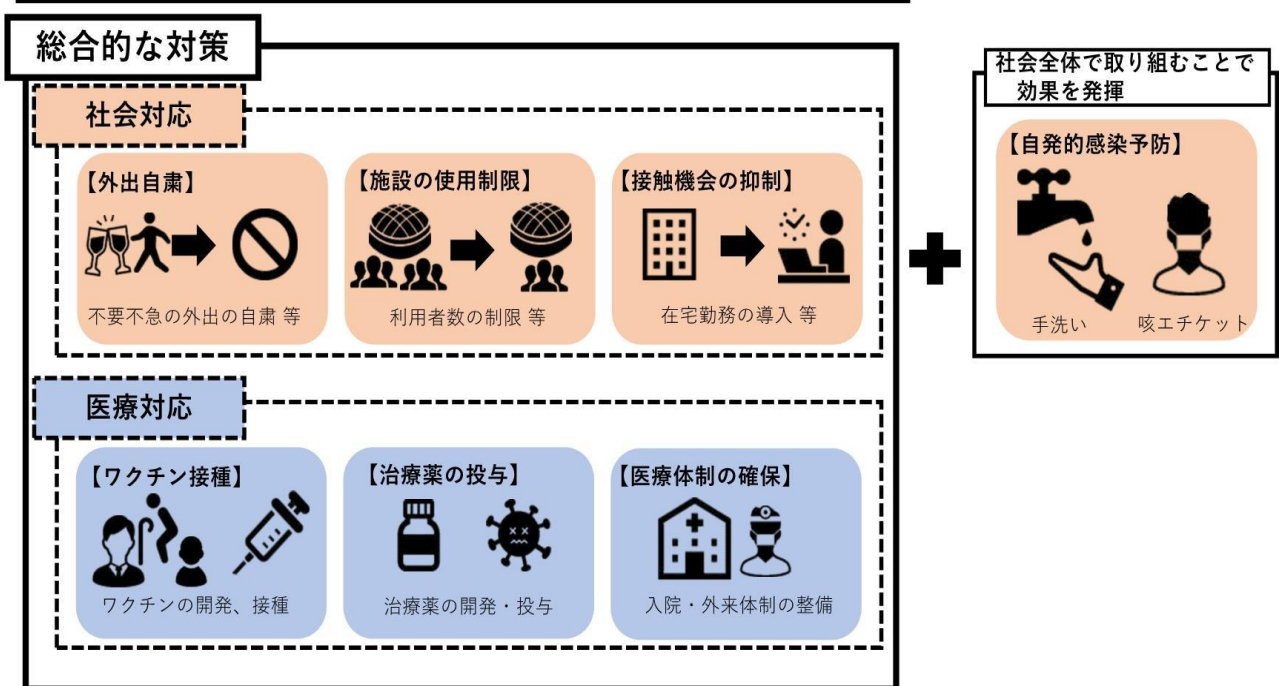 総合的な対策
社会対応
【外出自粛】
不要不急の外出の自粛 等
【施設の使用制限】
利用者数の制限 等
【接触機会の抑制】
在宅勤務の導入 等
医療対応
【ワクチン接種】
ワクチンの開発、接種
【治療薬の投与】
治療薬の開発・投与
【医療体制の確保】
入院・外来体制の整備
社会全体で取り組むことで
効果を発揮
【自発的感染予防】
手洗い
咳エチケット